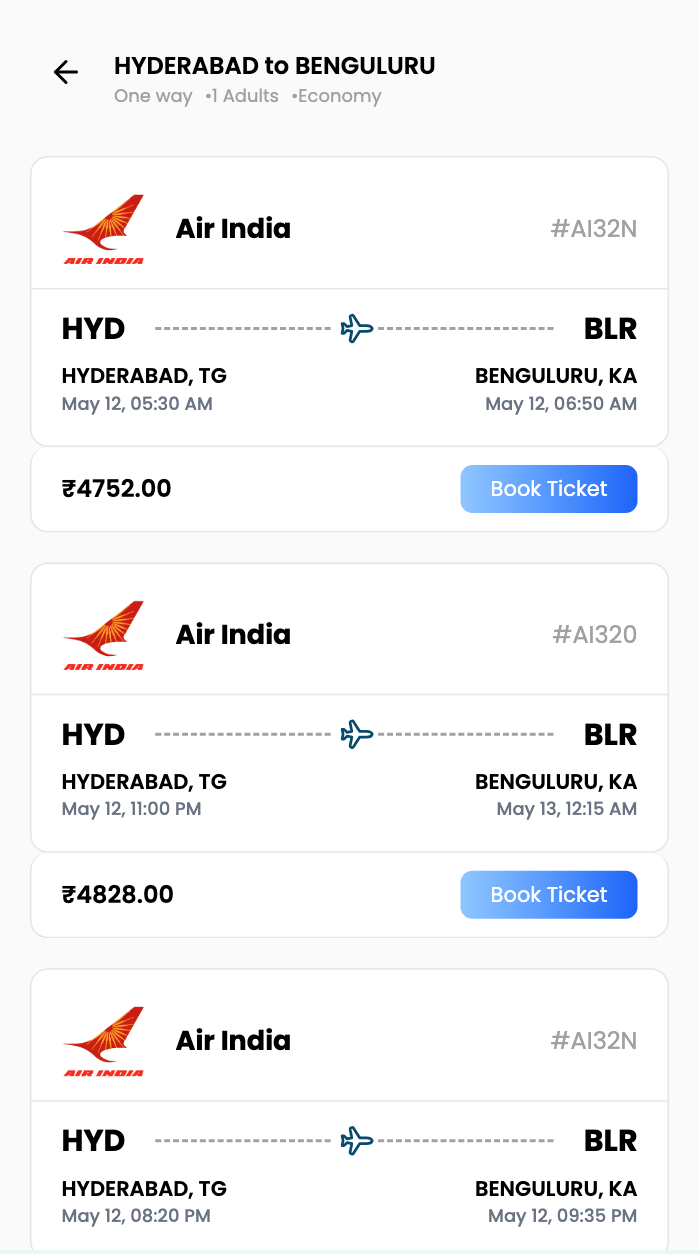 HYDERABAD to BENGULURU
One way •1 Adults •Economy
AIR INDIA
Air India
#AI32N
HYD
BLR
HYDERABAD, TG
BENGULURU, KA
May 12, 05:30 AM
May 12, 06:50 AM
₹4752.00
Book Ticket
AIR INDIA
Air India
#AI320
HYD
BLR
HYDERABAD, TG
BENGULURU, KA
May 12, 11:00 PM
May 13, 12:15 AM
₹4828.00
Book Ticket
AIR INDIA
Air India
#AI32N
HYD
BLR
HYDERABAD, TG
BENGULURU, KA
May 12, 08:20 PM
May 12, 09:35 PM